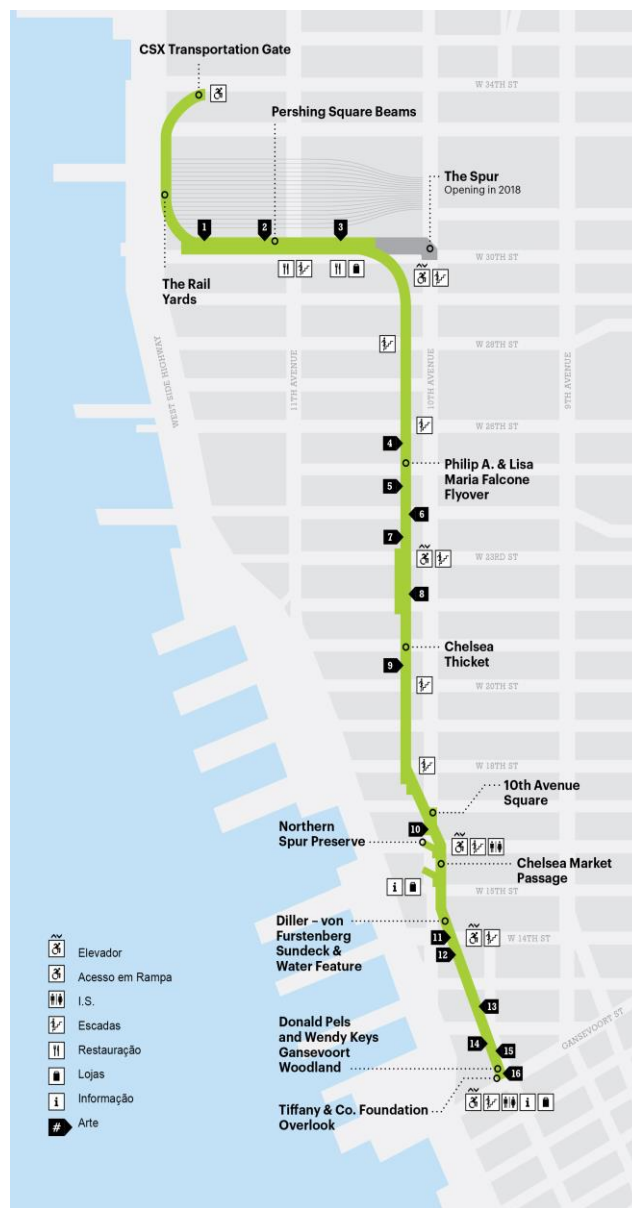 CSX Transportation Gate
W 34TH ST
Pershing Square Beams
The Spur
Opening in 2018
1
2
3
W 30TH ST
The Rail
Yards
WEST SIDE HIGHWAY
11TH AVENUE
10TH AVENUE
9TH AVENUE
W 28TH ST
W 26TH ST
4
Philip A. & Lisa
Maria Falcone
Flyover
5
6
7
W 23RD ST
8
Chelsea
Thicket
9
W 20TH ST
W 18TH ST
10th Avenue
Square
10
Northern
Spur Preserve
Chelsea Market
Passage
i
W 15TH ST
Diller – von
Furstenberg
Sundeck &
Water Feature
11
W 14TH ST
12
13
Donald Pels
and Wendy Keys
Gansevoort
Woodland
14
15
GANSEVOORT ST
16
Tiffany & Co. Foundation
Overlook
i
Elevador
Acesso em Rampa
I.S.
Escadas
Restauração
Lojas
i Informação
# Arte